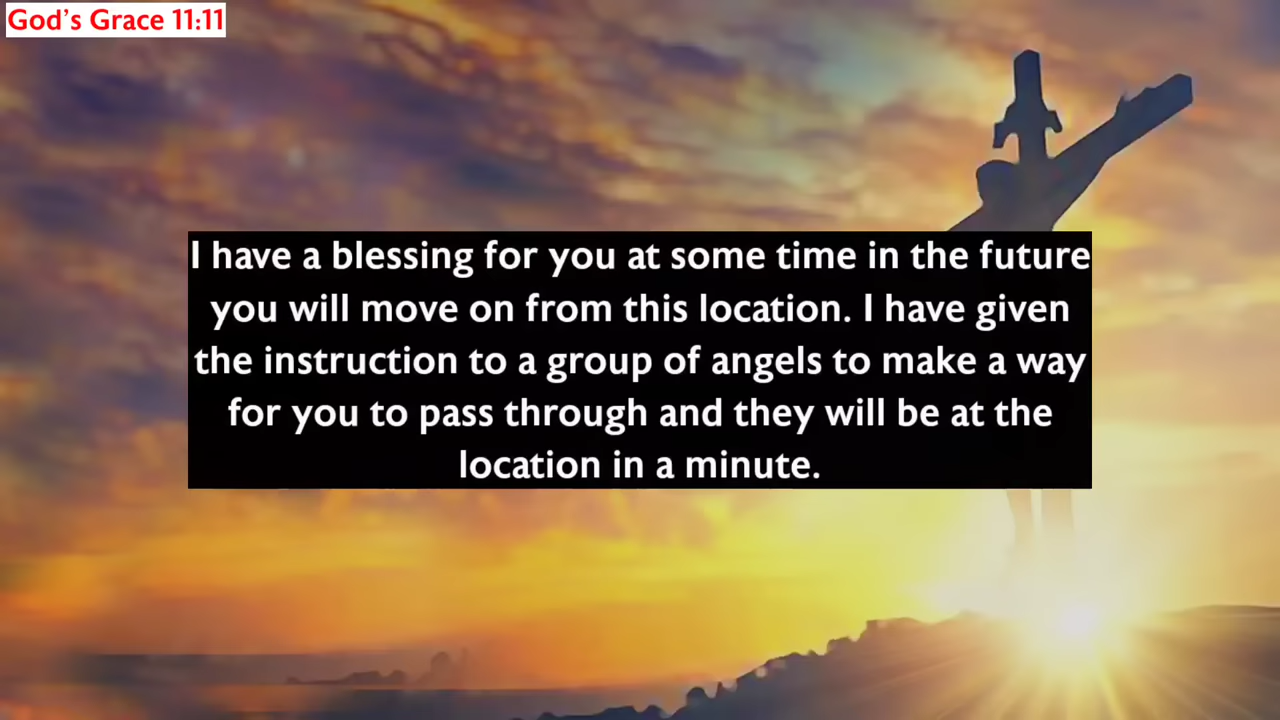 God's Grace 11:11
I have a blessing for you at some time in the future
you will move on from this location. I have given
the instruction to a group of angels to make a way
for you to pass through and they will be at the
location in a minute.